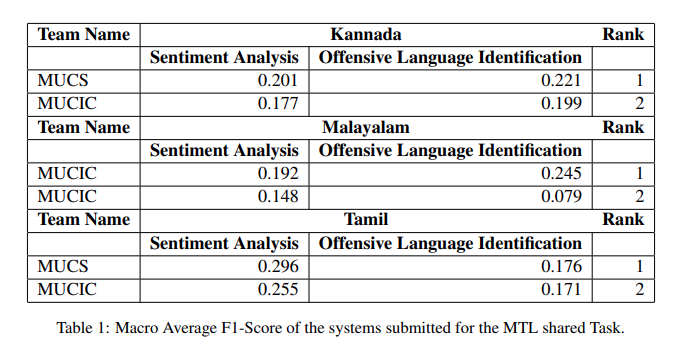 Team Name Kannada Rank
Sentiment Analysis Offensive Language Identification
MUCS 0.201 0.221 1
MUCIC 0.177 0.199 2
Team Name Malayalam Rank
Sentiment Analysis Offensive Language Identification
MUCIC 0.192 0.245 1
MUCIC 0.148 0.079 2
Team Name Tamil Rank
Sentiment Analysis Offensive Language Identification
MUCS 0.296 0.176 1
MUCIC 0.255 0.171 2
Table 1: Macro Average F1-Score of the systems submitted for the MTL shared Task.